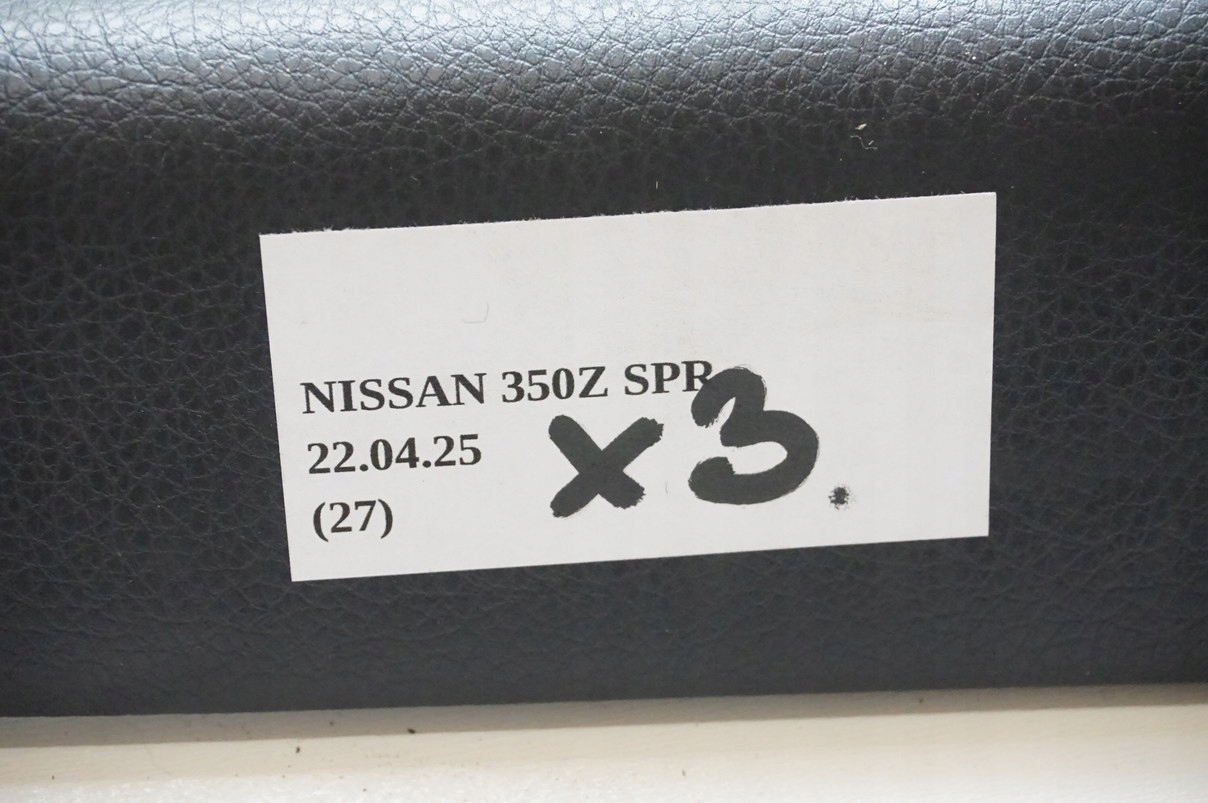 NISSAN 350Z SPR
22.04.25
(27)
x3.